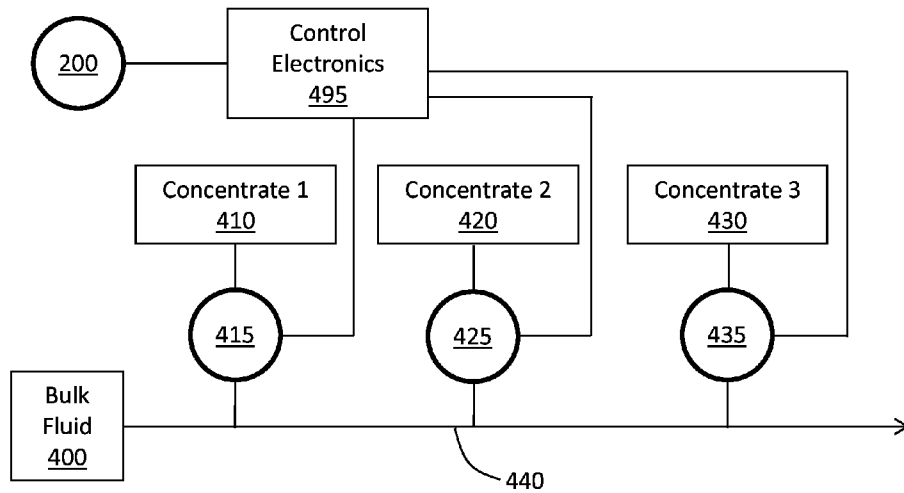 200
Control
Electronics
495
Concentrate 1
410
Concentrate 2
420
Concentrate 3
430
415
425
435
Bulk
Fluid
400
440